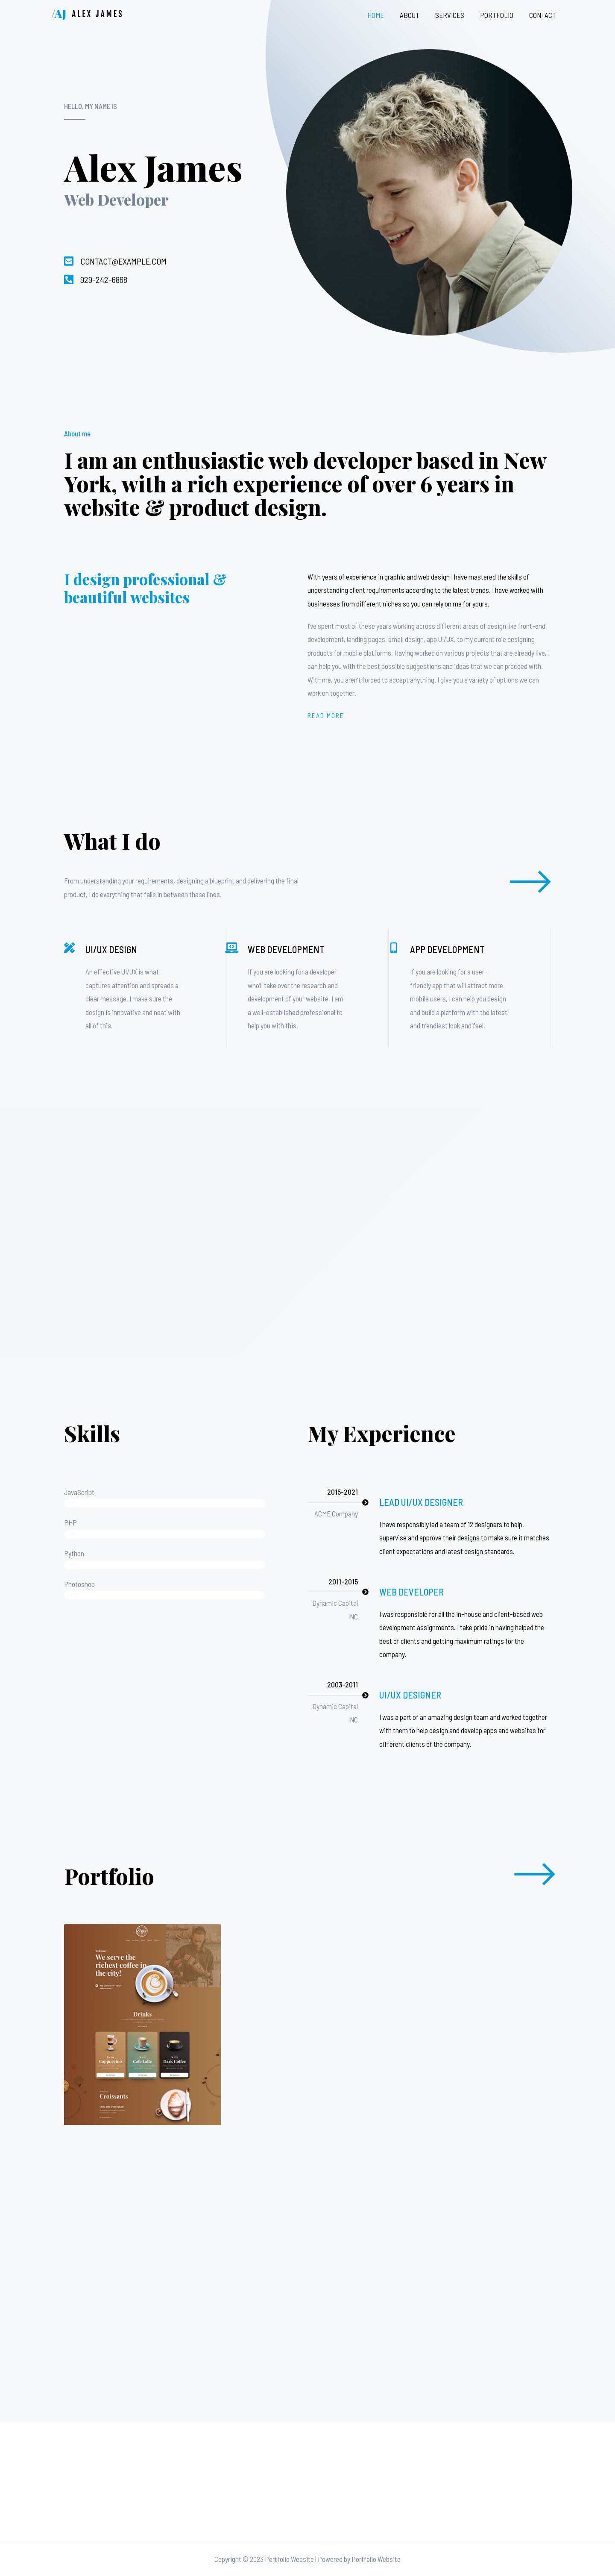 /AJ ALEX JAMES
HOME ABOUT SERVICES PORTFOLIO CONTACT
HELLO, MY NAME IS
Alex James
Web Developer
CONTACT@EXAMPLE.COM
929-242-6868
About me
I am an enthusiastic web developer based in New
York, with a rich experience of over 6 years in
website & product design.
I design professional &
beautiful websites
With years of experience in graphic and web design I have mastered the skills of
understanding client requirements according to the latest trends. I have worked with
businesses from different niches so you can rely on me for yours.
I've spent most of these years working across different areas of design like front-end
development, landing pages, email design, app UI/UX, to my current role designing
products for mobile platforms. Having worked on various projects that are already live, I
can help you with the best possible suggestions and ideas that we can proceed with.
With me, you aren't forced to accept anything. I give you a variety of options we can
work on together.
READ MORE
What I do
From understanding your requirements, designing a blueprint and delivering the final
product, I do everything that falls in between these lines.
UI/UX DESIGN
An effective UI/UX is what
captures attention and spreads a
clear message. I make sure the
design is innovative and neat with
all of this.
WEB DEVELOPMENT
If you are looking for a developer
who'll take over the research and
development of your website, I am
a well-established professional to
help you with this.
APP DEVELOPMENT
If you are looking for a user-
friendly app that will attract more
mobile users. I can help you design
and build a platform with the latest
and trendiest look and feel.
Skills
JavaScript
PHP
Python
Photoshop
My Experience
2015-2021
ACME Company
LEAD UI/UX DESIGNER
I have responsibly led a team of 12 designers to help,
supervise and approve their designs to make sure it matches
client expectations and latest design standards.
2011-2015
Dynamic Capital
INC
WEB DEVELOPER
I was responsible for all the in-house and client-based web
development assignments. I take pride in having helped the
best of clients and getting maximum ratings for the
company.
2003-2011
Dynamic Capital
INC
UI/UX DESIGNER
I was a part of an amazing design team and worked together
with them to help design and develop apps and websites for
different clients of the company.
Portfolio
We serve the
richest coffee in
the city!
Drinks
Cappuccino
Cafe Latte
Dark Coffee
Croissants
Copyright © 2023 Portfolio Website | Powered by Portfolio Website